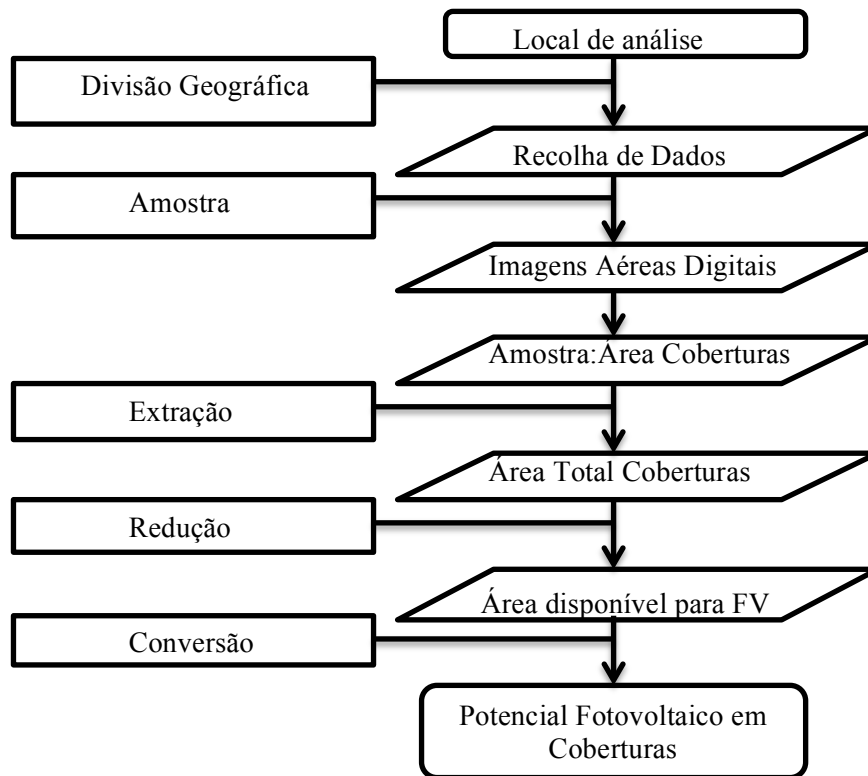 Local de análise
Divisão Geográfica
Recolha de Dados
Amostra
Imagens Aéreas Digitais
Amostra:Área Coberturas
Extração
Área Total Coberturas
Redução
Área disponível para FV
Conversão
Potencial Fotovoltaico em
Coberturas